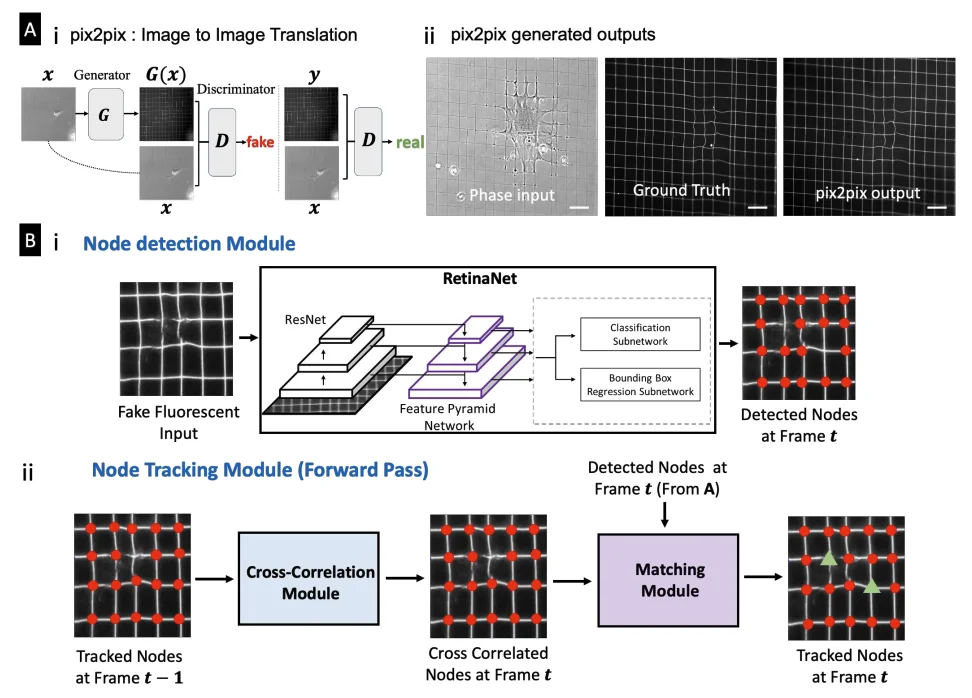 A i pix2pix : Image to Image Translation
ii pix2pix generated outputs
x Generator G(x) Discriminator y
G
D
fake
D
real
x
x
Phase input
Ground Truth
pix2pix output
B i Node detection Module
RetinaNet
ResNet
Feature Pyramid
Network
Classification
Subnetwork
Bounding Box
Regression Subnetwork
Fake Fluorescent
Input
Detected Nodes
at Frame t
ii Node Tracking Module (Forward Pass)
Detected Nodes at
Frame t (From A)
Cross-Correlation
Module
Matching
Module
Tracked Nodes
at Frame t − 1
Cross Correlated
Nodes at Frame t
Tracked Nodes
at Frame t